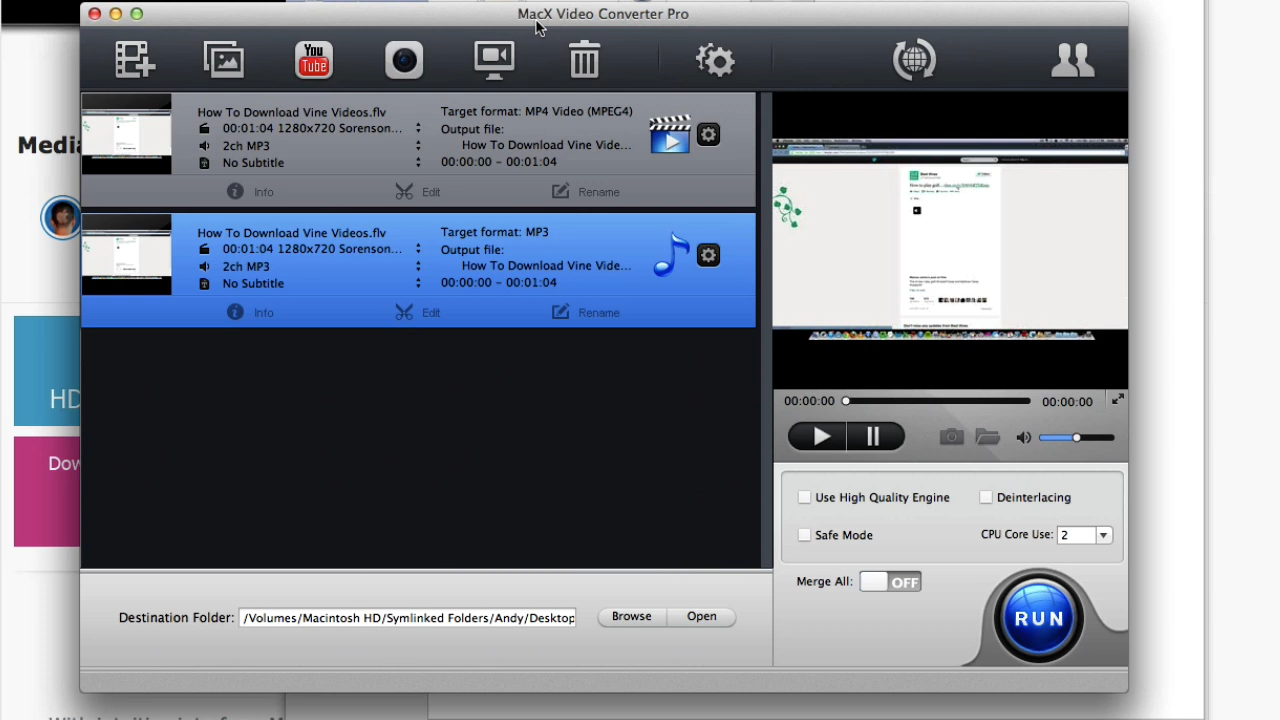 MacX Video Converter Pro
You
Tube
Media
How To Download Vine Videos.flv
00:01:04 1280x720 Sorenson...
2ch MP3
No Subtitle
Target format: MP4 Video (MPEG4)
Output file:
How To Download Vine Vide...
00:00:00 - 00:01:04
Info
Edit
Rename
How To Download Vine Videos.flv
00:01:04 1280x720 Sorenson...
2ch MP3
No Subtitle
Target format: MP3
Output file:
How To Download Vine Vide...
00:00:00 - 00:01:04
Info
Edit
Rename
HD
Dow
00:00:00
00:00:00
Use High Quality Engine
Deinterlacing
Safe Mode
CPU Core Use: 2
Merge All: OFF
RUN
Destination Folder: /Volumes/Macintosh HD/Symlinked Folders/Andy/Desktop
Browse
Open